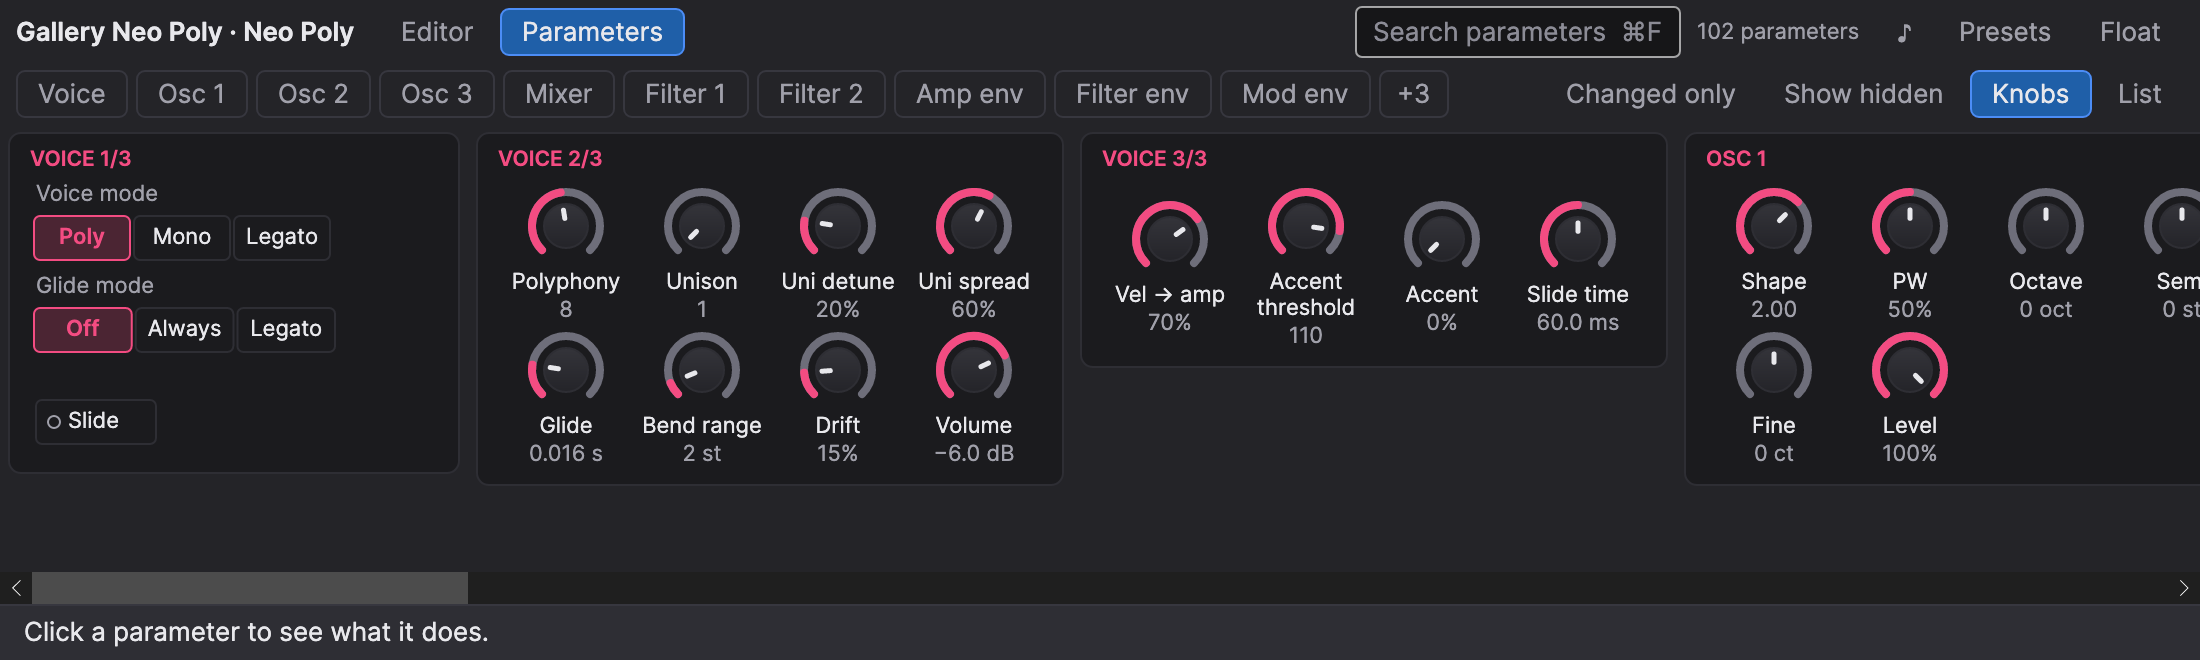 Gallery Neo Poly · Neo Poly Editor Parameters Search parameters ⌘F 102 parameters Presets Float
Voice Osc 1 Osc 2 Osc 3 Mixer Filter 1 Filter 2 Amp env Filter env Mod env +3 Changed only Show hidden Knobs List
VOICE 1/3
Voice mode
Poly Mono Legato
Glide mode
Off Always Legato
Slide
VOICE 2/3
Polyphony Unison Uni detune Uni spread
8 1 20% 60%
Glide Bend range Drift Volume
0.016 s 2 st 15% −6.0 dB
VOICE 3/3
Vel → amp Accent threshold Accent Slide time
70% 110 0% 60.0 ms
OSC 1
Shape PW Octave Sem
2.00 50% 0 oct 0 st
Fine Level
0 ct 100%
Click a parameter to see what it does.